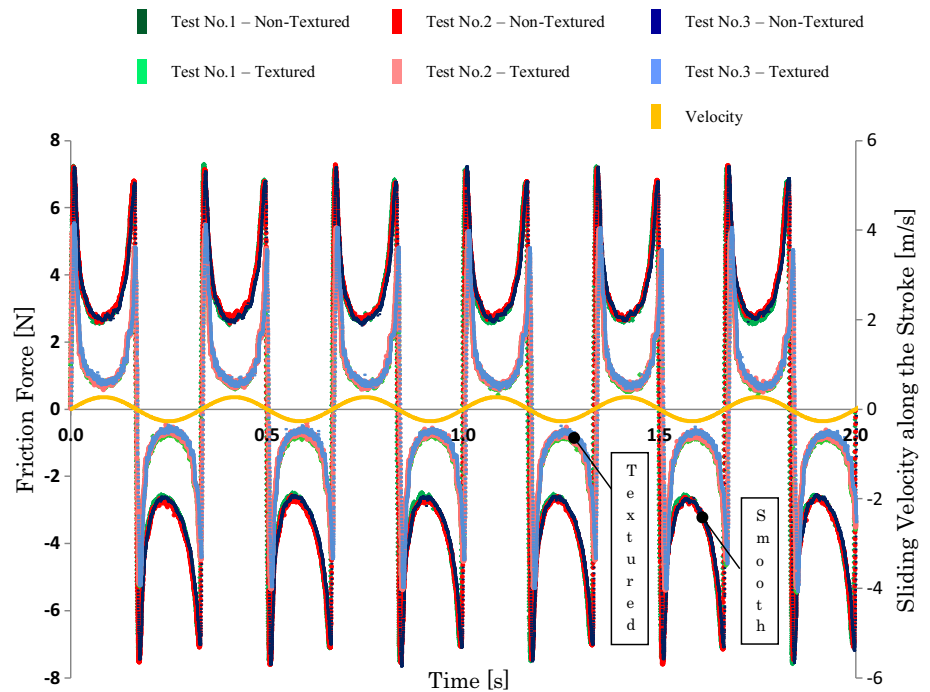 Test No.1 – Non-Textured
Test No.2 – Non-Textured
Test No.3 – Non-Textured
Test No.1 – Textured
Test No.2 – Textured
Test No.3 – Textured
Velocity
8
6
4
2
0
-2
-4
-6
-8
Friction Force [N]
0.0
0.5
1.0
1.5
2.0
Time [s]
6
4
2
0
-2
-4
-6
Sliding Velocity along the Stroke [m/s]
Textured
Smooth